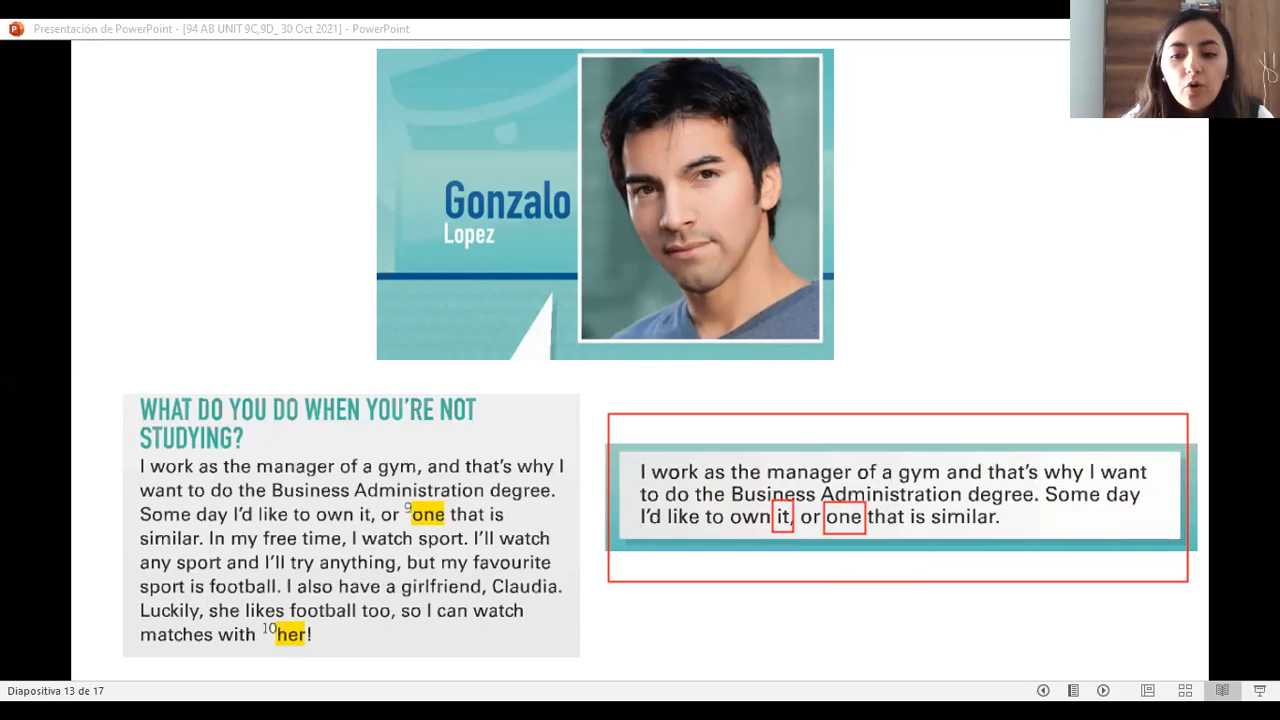 Presentación de PowerPoint - [94 AB UNIT 9C,9D_ 30 Oct 2021] - PowerPoint
Gonzalo
Lopez
WHAT DO YOU DO WHEN YOU'RE NOT
STUDYING?
I work as the manager of a gym, and that's why I
want to do the Business Administration degree.
Some day I'd like to own it, or 9one that is
similar. In my free time, I watch sport. I'll watch
any sport and I'll try anything, but my favourite
sport is football. I also have a girlfriend, Claudia.
Luckily, she likes football too, so I can watch
matches with 10her!
I work as the manager of a gym and that's why I want
to do the Business Administration degree. Some day
I'd like to own it, or one that is similar.
Diapositiva 13 de 17